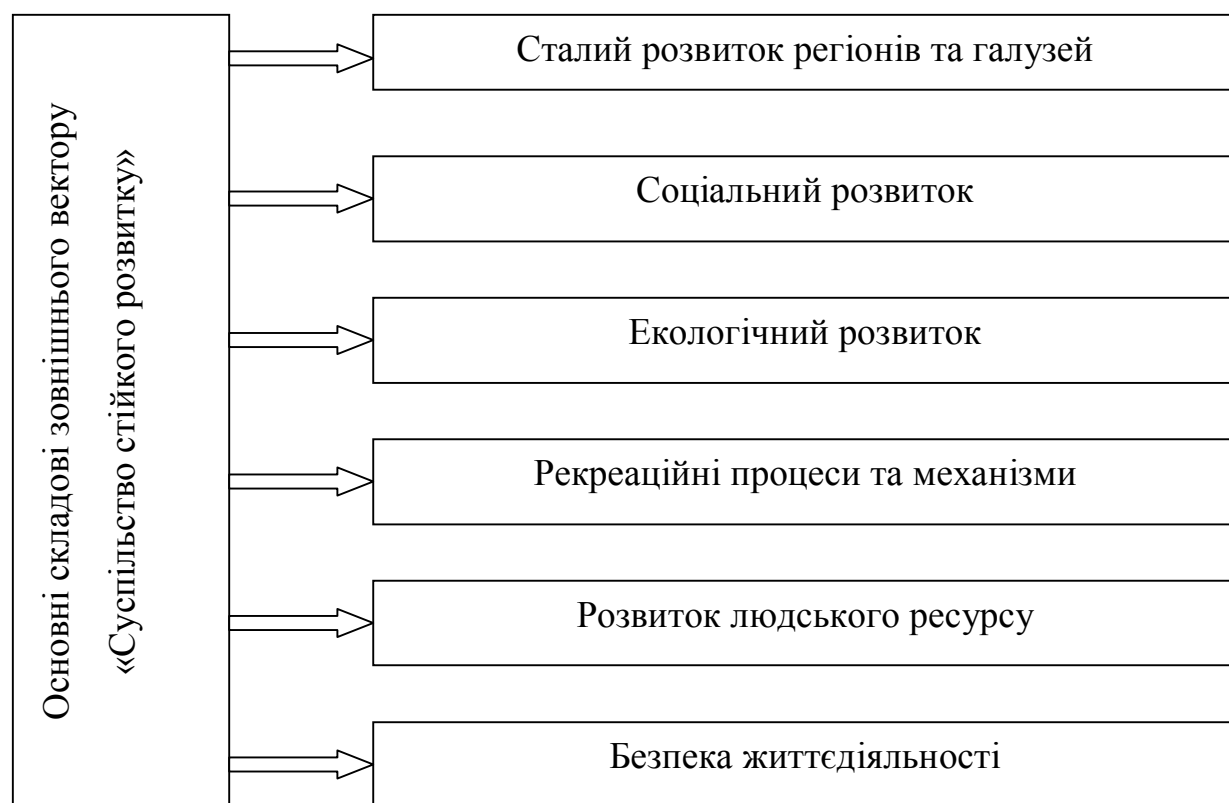 Основні складові зовнішнього вектору
«Суспільство стійкого розвитку»
Сталий розвиток регіонів та галузей
Соціальний розвиток
Екологічний розвиток
Рекреаційні процеси та механізми
Розвиток людського ресурсу
Безпека життєдіяльності